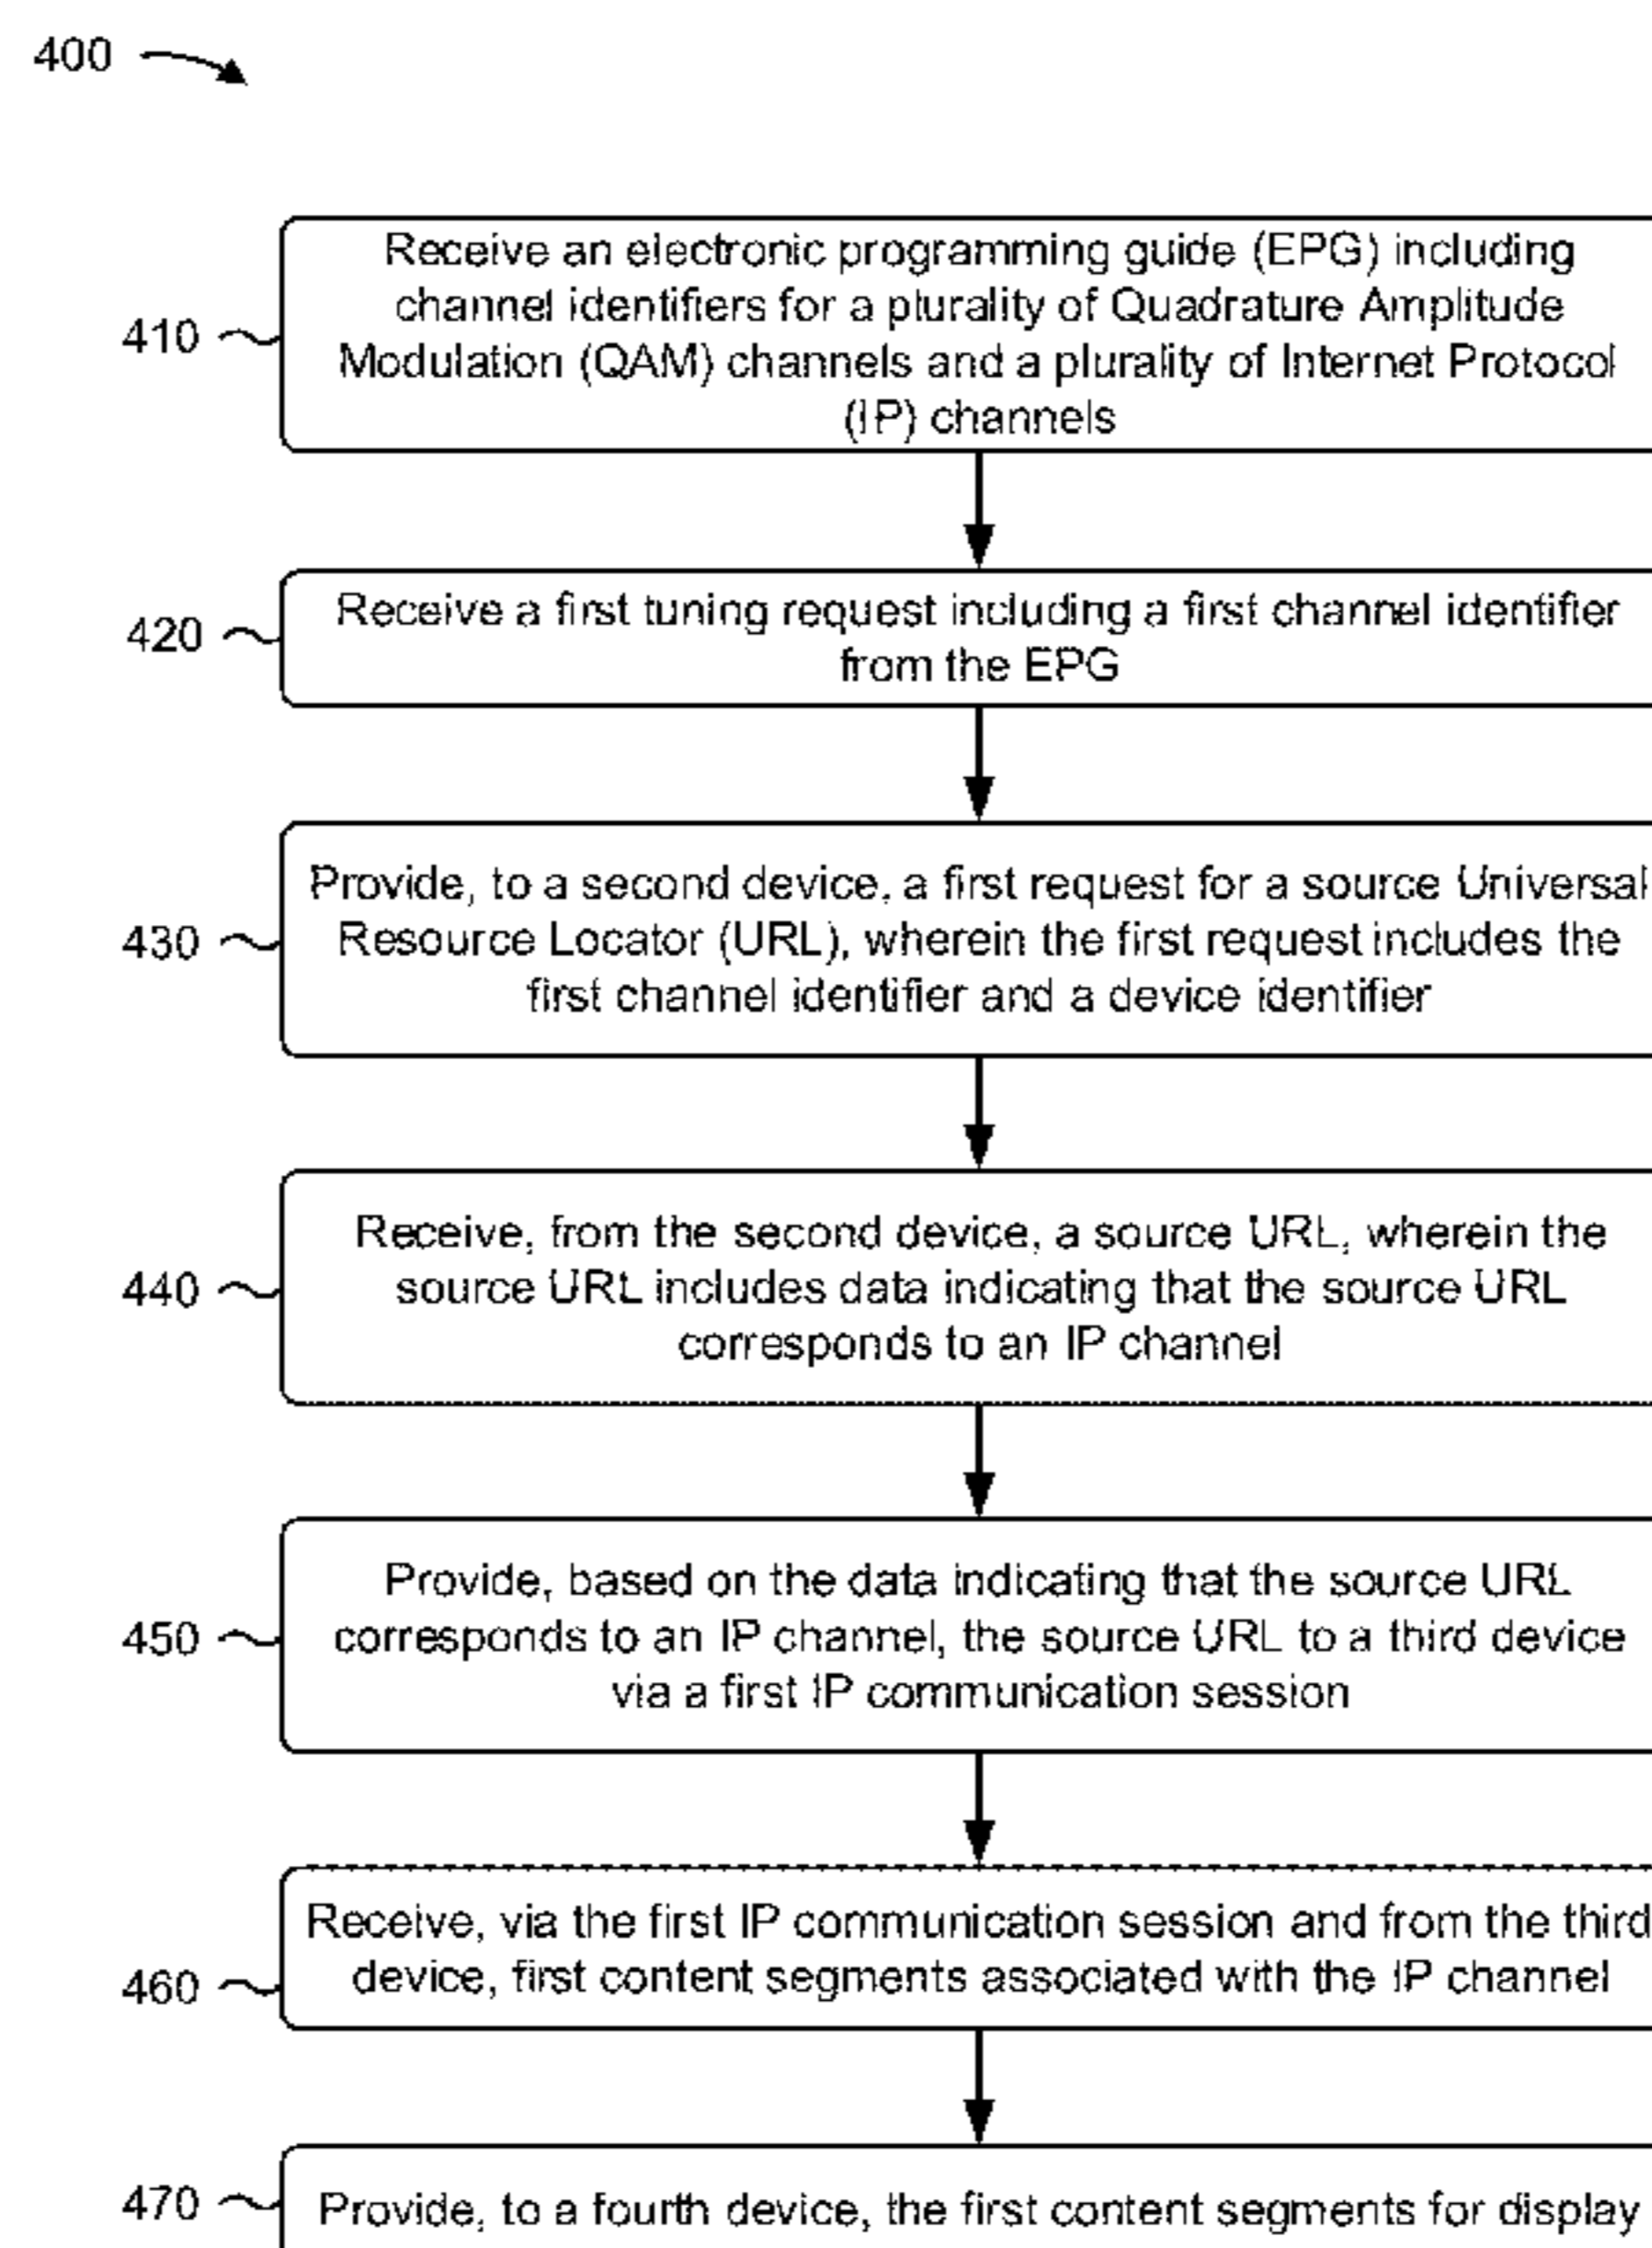 400
410
Receive an electronic programming guide (EPG) including
channel identifiers for a plurality of Quadrature Amplitude
Modulation (QAM) channels and a plurality of Internet Protocol
(IP) channels
420
Receive a first tuning request including a first channel identifier
from the EPG
430
Provide, to a second device, a first request for a source Universal
Resource Locator (URL), wherein the first request includes the
first channel identifier and a device identifier
440
Receive, from the second device, a source URL, wherein the
source URL includes data indicating that the source URL
corresponds to an IP channel
450
Provide, based on the data indicating that the source URL
corresponds to an IP channel, the source URL to a third device
via a first IP communication session
460
Receive, via the first IP communication session and from the third
device, first content segments associated with the IP channel
470
Provide, to a fourth device, the first content segments for display